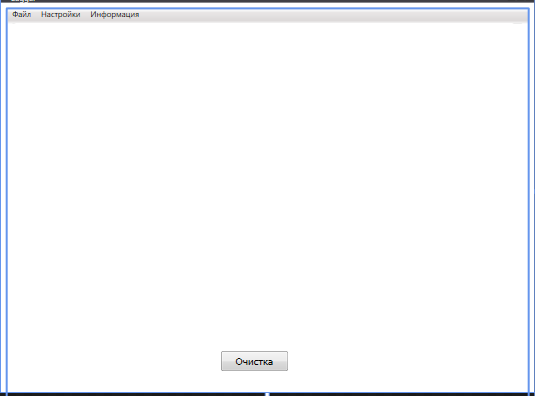 Файл Настройки Информация
Очистка